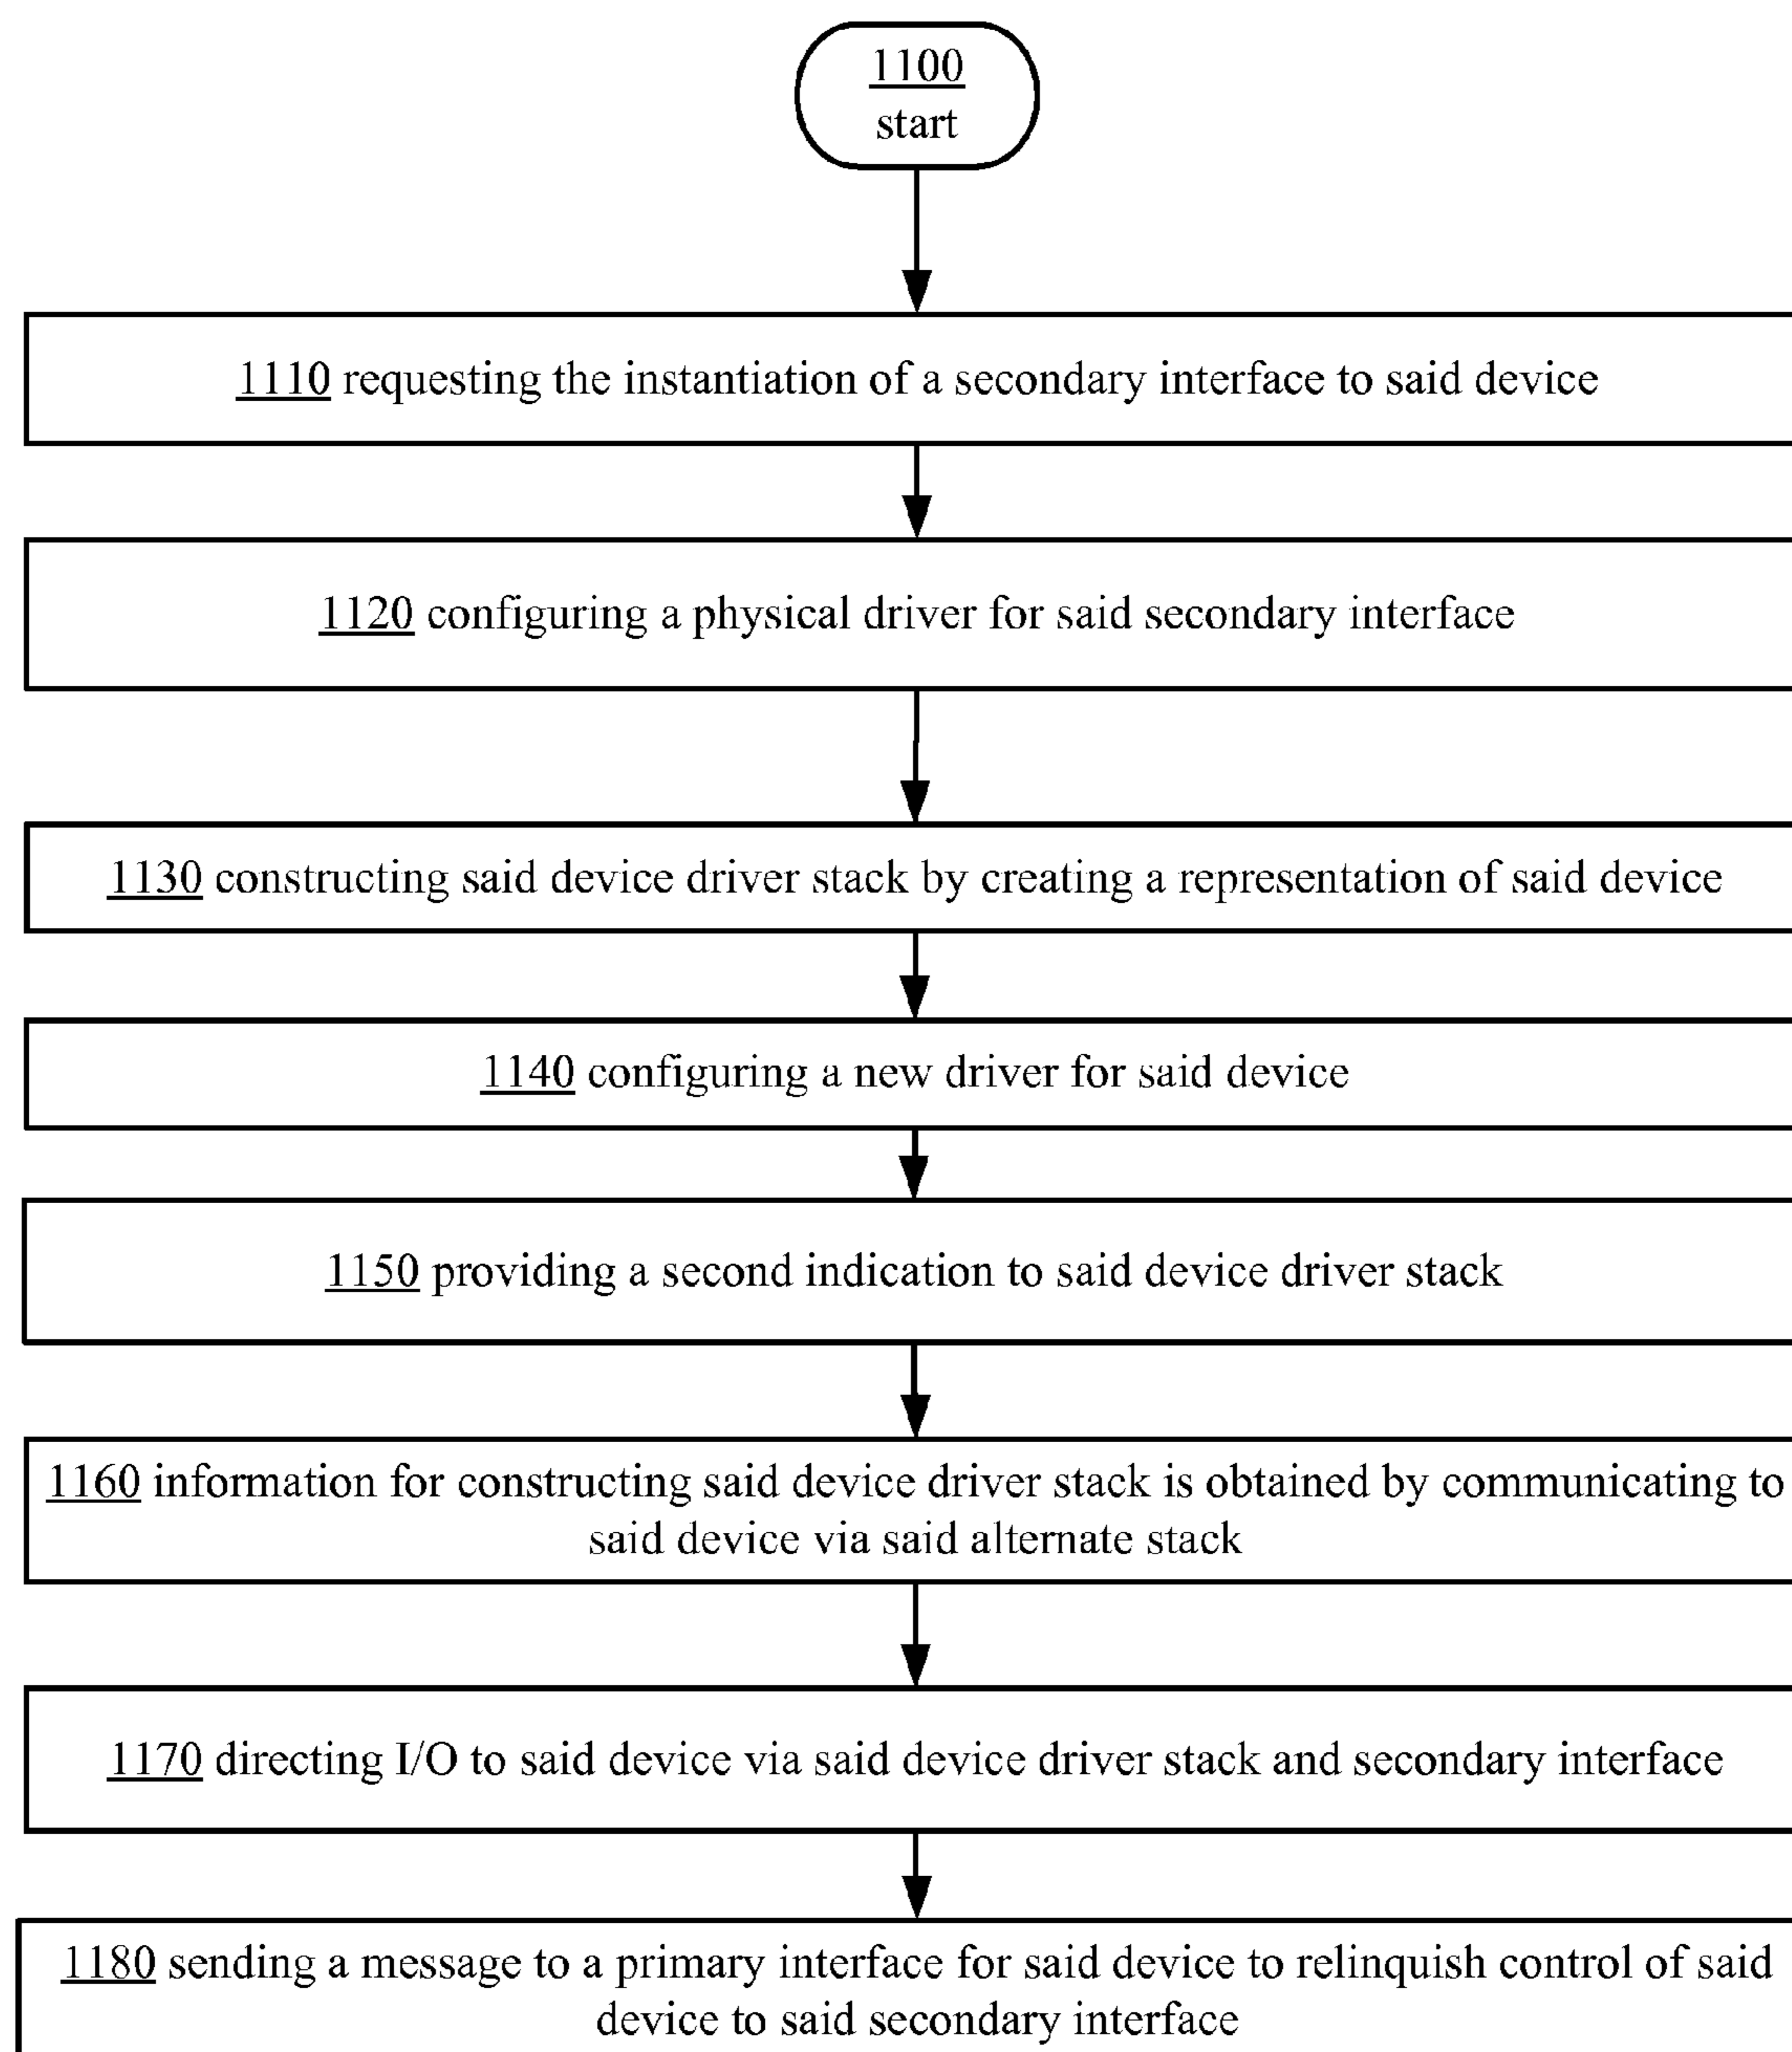 1100
start
1110 requesting the instantiation of a secondary interface to said device
1120 configuring a physical driver for said secondary interface
1130 constructing said device driver stack by creating a representation of said device
1140 configuring a new driver for said device
1150 providing a second indication to said device driver stack
1160 information for constructing said device driver stack is obtained by communicating to
said device via said alternate stack
1170 directing I/O to said device via said device driver stack and secondary interface
1180 sending a message to a primary interface for said device to relinquish control of said
device to said secondary interface